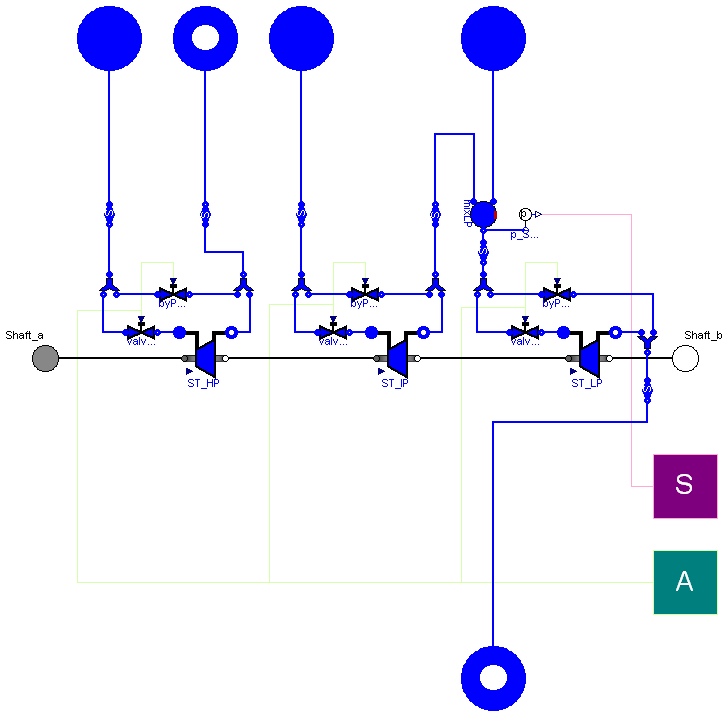 S
S
S
S
mixLP
p
p_S...
S
byP...
byP...
byP...
valv...
valv...
valv...
Shaft_a
Shaft_b
ST_HP
ST_IP
ST_LP
S
S
A